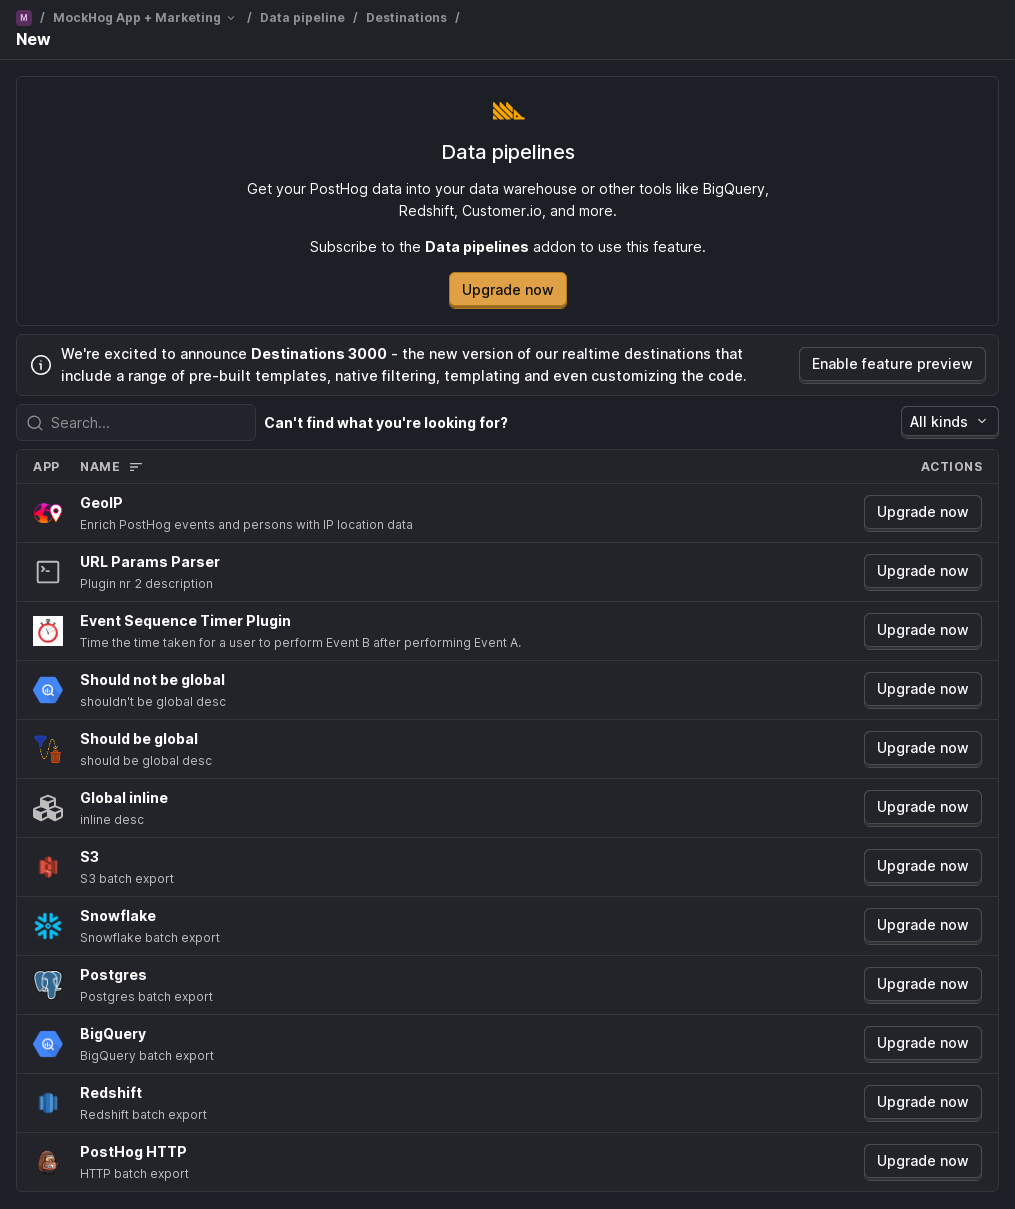 M / MockHog App + Marketing / Data pipeline / Destinations /
New
Data pipelines
Get your PostHog data into your data warehouse or other tools like BigQuery,
Redshift, Customer.io, and more.
Subscribe to the Data pipelines addon to use this feature.
Upgrade now
We're excited to announce Destinations 3000 - the new version of our realtime destinations that
include a range of pre-built templates, native filtering, templating and even customizing the code.
Enable feature preview
Search...
Can't find what you're looking for?
All kinds
APP NAME ACTIONS
GeoIP
Enrich PostHog events and persons with IP location data
Upgrade now
URL Params Parser
Plugin nr 2 description
Upgrade now
Event Sequence Timer Plugin
Time the time taken for a user to perform Event B after performing Event A.
Upgrade now
Should not be global
shouldn't be global desc
Upgrade now
Should be global
should be global desc
Upgrade now
Global inline
inline desc
Upgrade now
S3
S3 batch export
Upgrade now
Snowflake
Snowflake batch export
Upgrade now
Postgres
Postgres batch export
Upgrade now
BigQuery
BigQuery batch export
Upgrade now
Redshift
Redshift batch export
Upgrade now
PostHog HTTP
HTTP batch export
Upgrade now